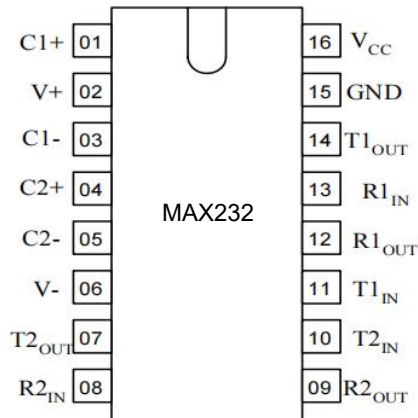 C1+ 01 16 VCC
V+ 02 15 GND
C1- 03 14 T1OUT
C2+ 04 13 R1IN
MAX232
C2- 05 12 R1OUT
V- 06 11 T1IN
T2OUT 07 10 T2IN
R2IN 08 09 R2OUT